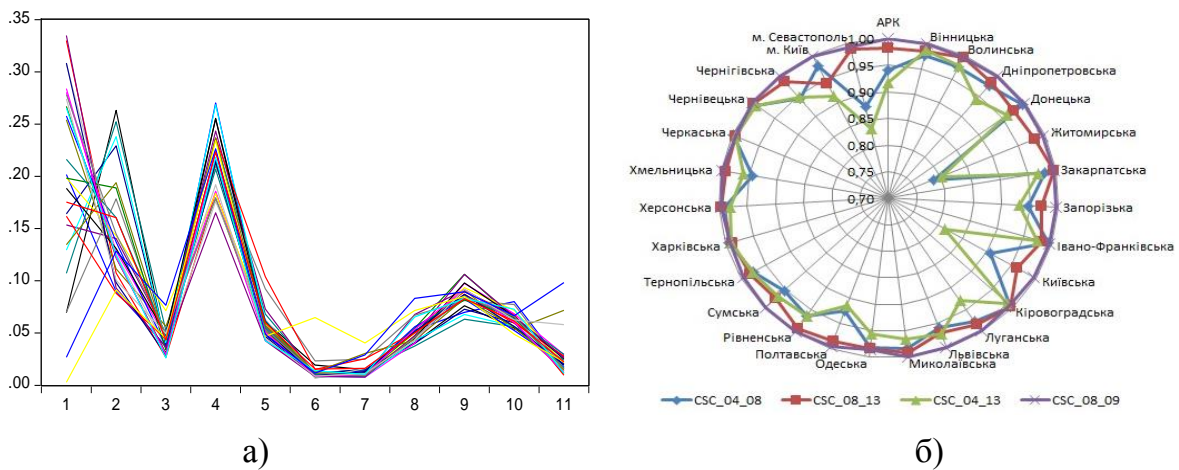 .35
.30
.25
.20
.15
.10
.05
.00
1 2 3 4 5 6 7 8 9 10 11
а)
АРК
Вінницька
Волинська
Дніпропетровська
Донецька
Житомирська
Закарпатська
Запорізька
Івано-Франківська
Київська
Кіровоградська
Луганська
Львівська
Миколаївська
Одеська
Полтавська
Рівненська
Сумська
Тернопільська
Харківська
Херсонська
Хмельницька
Черкаська
Чернівецька
Чернігівська
м. Київ
м. Севастополь
1,00
0,95
0,90
0,85
0,80
0,75
0,70
CSC_04_08 CSC_08_13 CSC_04_13 CSC_08_09
б)